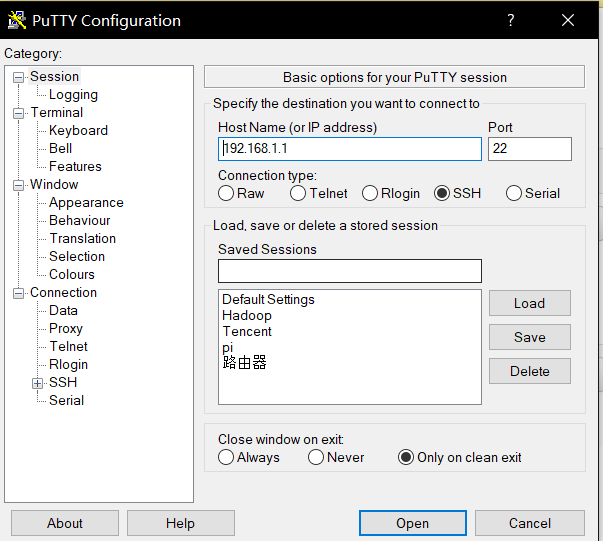 PuTTY Configuration
Category:
Session
Logging
Terminal
Keyboard
Bell
Features
Window
Appearance
Behaviour
Translation
Selection
Colours
Connection
Data
Proxy
Telnet
Rlogin
SSH
Serial
Basic options for your PuTTY session
Specify the destination you want to connect to
Host Name (or IP address) Port
192.168.1.1 22
Connection type:
Raw Telnet Rlogin SSH Serial
Load, save or delete a stored session
Saved Sessions
Default Settings
Hadoop
Tencent
pi
路由器
Load
Save
Delete
Close window on exit:
Always Never Only on clean exit
About Help Open Cancel